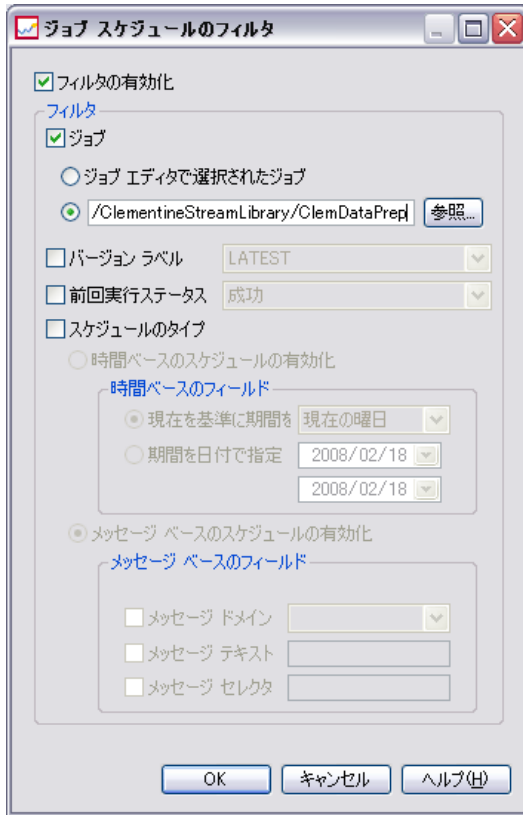 ジョブ スケジュールのフィルタ
フィルタの有効化
フィルタ
ジョブ
ジョブ エディタで選択されたジョブ
/ClementineStreamLibrary/ClemDataPrep 参照...
バージョン ラベル LATEST
前回実行ステータス 成功
スケジュールのタイプ
時間ベースのスケジュールの有効化
時間ベースのフィールド
現在を基準に期間を 現在の曜日
期間を日付で指定 2008/02/18
2008/02/18
メッセージ ベースのスケジュールの有効化
メッセージ ベースのフィールド
メッセージ ドメイン
メッセージ テキスト
メッセージ セレクタ
OK キャンセル ヘルプ(H)